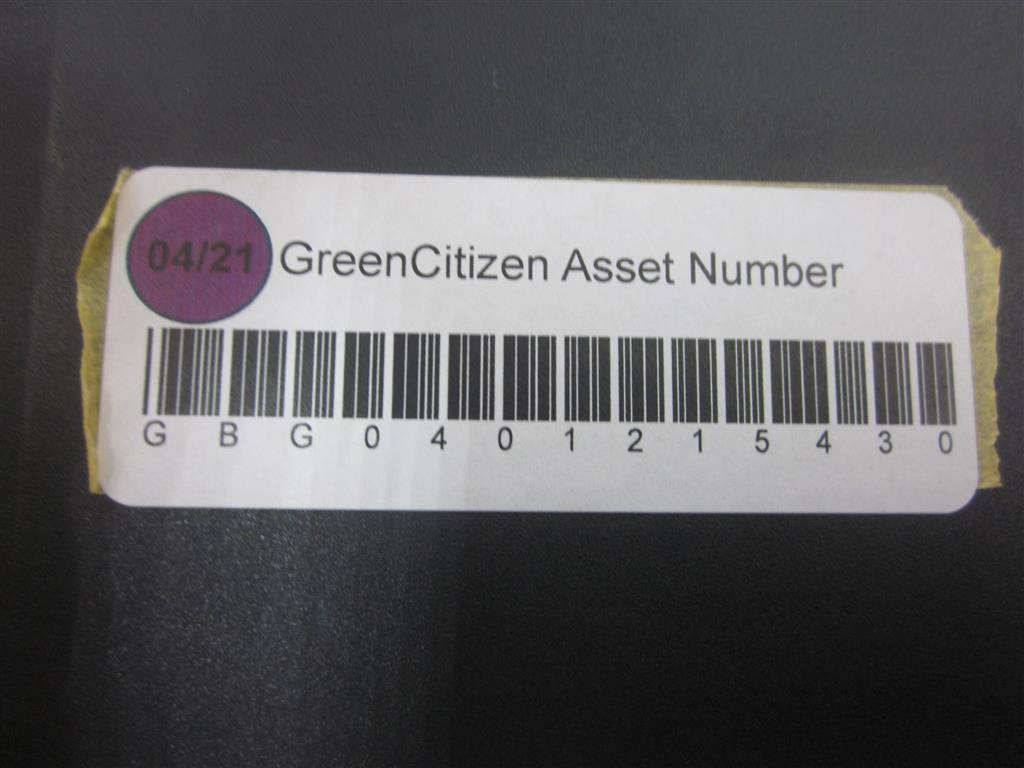 04/21 GreenCitizen Asset Number
G B G 0 4 0 1 2 1 5 4 3 0